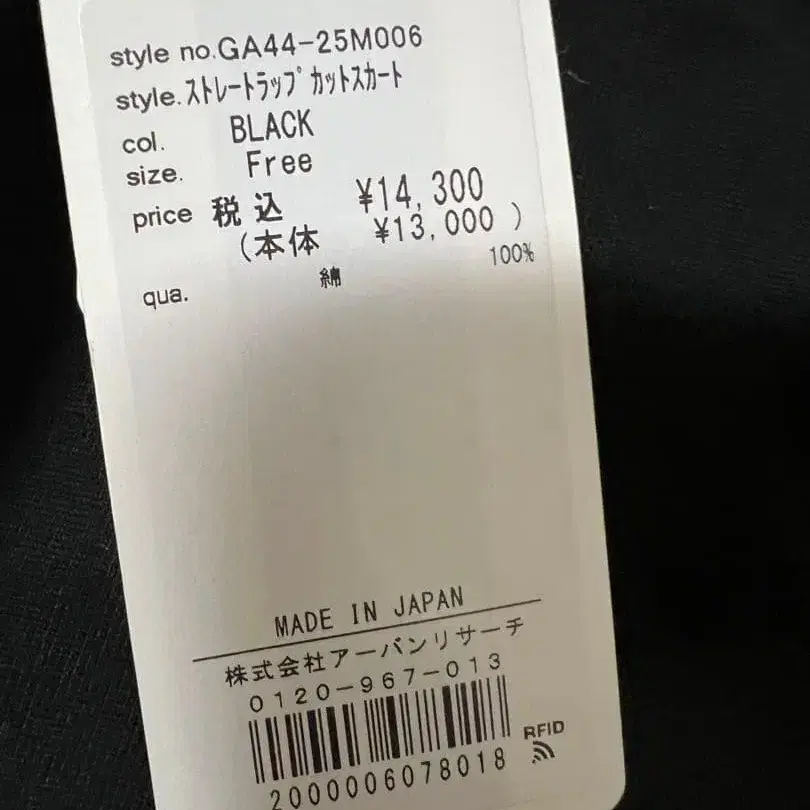 style no.GA44-25M006
style.ｽﾄﾚｰﾄﾗｯﾌﾟｶｯﾄｽｶｰﾄ
col. BLACK
size. Free
price 税込 ¥14,300
(本体 ¥13,000 )
qua. 綿 100%
MADE IN JAPAN
株式会社アーバンリサーチ
0120-967-013
RFID
2000006078018